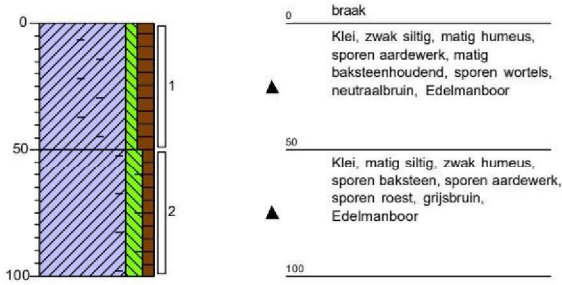 0
50
100
1
2
0
braak
Klei, zwak siltig, matig humeus,
sporen aardewerk, matig
baksteenhoudend, sporen wortels,
neutraalbruin, Edelmanboor
50
Klei, matig siltig, zwak humeus,
sporen baksteen, sporen aardewerk,
sporen roest, grijsbruin,
Edelmanboor
100